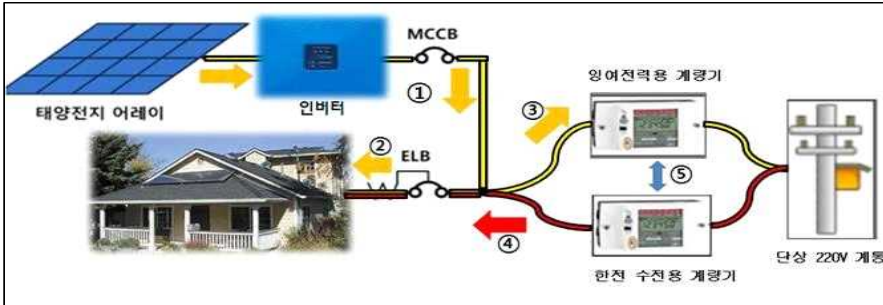 MCCB
①
태양전지 어레이
인버터
②
ELB
③
잉여전력용 계량기
⑤
④
한전 수전용 계량기
단상 220V 계통